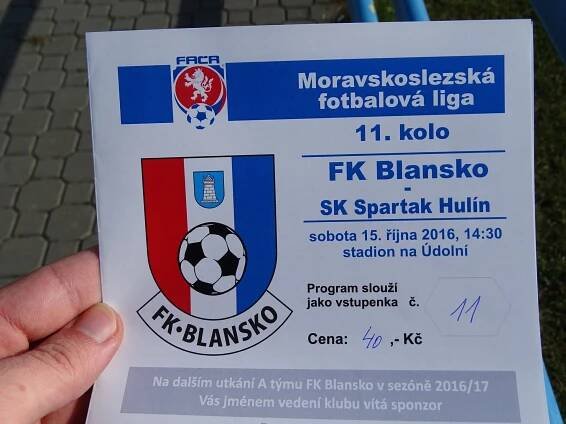 FAČR
Moravskoslezská
fotbalová liga
11. kolo
FK Blansko
-
SK Spartak Hulín
sobota 15. října 2016, 14:30
stadion na Údolní
FK•BLANSKO
Program slouží
jako vstupenka č. 11
Cena: 40 ,- Kč
Na dalším utkání A týmu FK Blansko v sezóně 2016/17
Vás jménem vedení klubu vítá sponzor